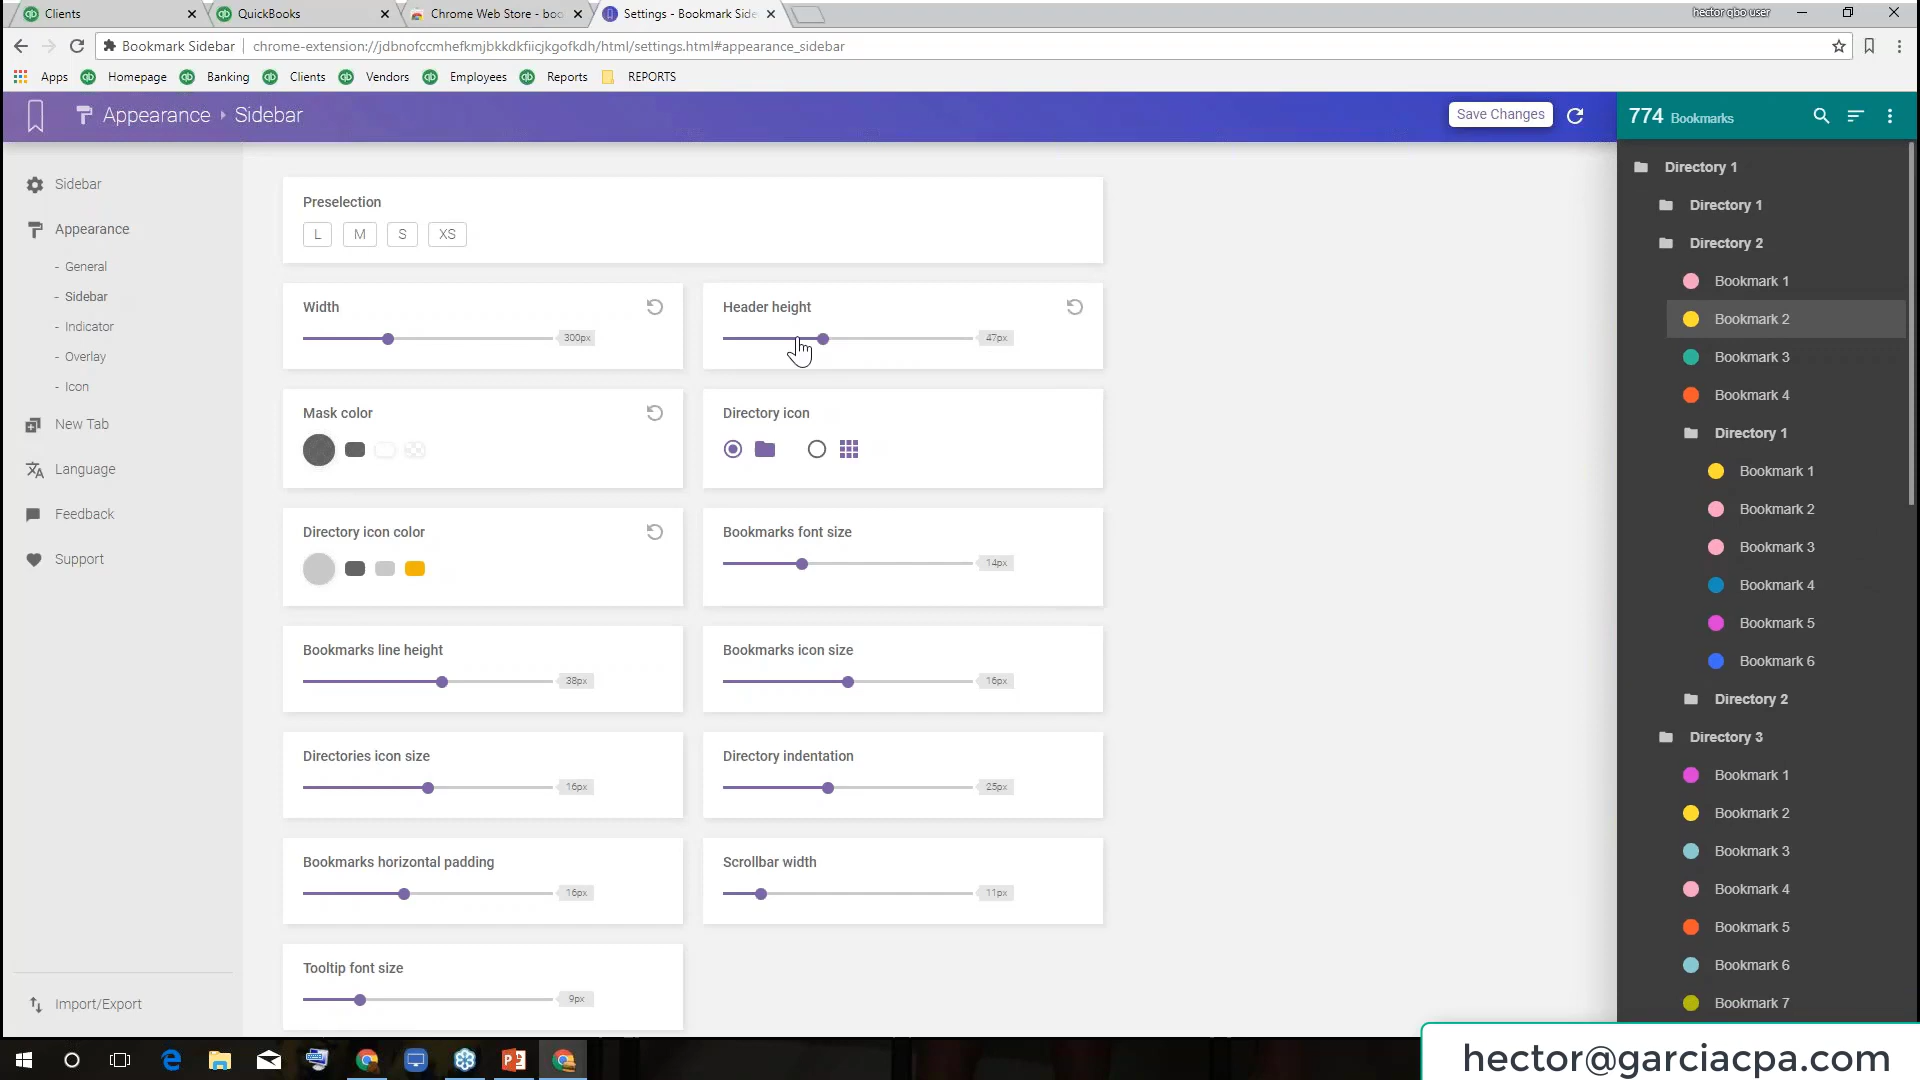 Clients
QuickBooks
Chrome Web Store - boo
Settings - Bookmark Side
hector qbo user
Bookmark Sidebar
chrome-extension://jdbnofccmhefkmjbkkdkfiicjkgofkdh/html/settings.html#appearance_sidebar
Apps
Homepage
Banking
Clients
Vendors
Employees
Reports
REPORTS
Appearance
Sidebar
Save Changes
774 Bookmarks
Sidebar
Appearance
- General
- Sidebar
- Indicator
- Overlay
- Icon
New Tab
Language
Feedback
Support
Import/Export
Preselection
L
M
S
XS
Width
300px
Header height
47px
Mask color
Directory icon
Directory icon color
Bookmarks font size
14px
Bookmarks line height
38px
Bookmarks icon size
16px
Directories icon size
16px
Directory indentation
25px
Bookmarks horizontal padding
16px
Scrollbar width
11px
Tooltip font size
9px
Directory 1
Directory 1
Directory 2
Bookmark 1
Bookmark 2
Bookmark 3
Bookmark 4
Directory 1
Bookmark 1
Bookmark 2
Bookmark 3
Bookmark 4
Bookmark 5
Bookmark 6
Directory 2
Directory 3
Bookmark 1
Bookmark 2
Bookmark 3
Bookmark 4
Bookmark 5
Bookmark 6
Bookmark 7
hector@garciacpa.com